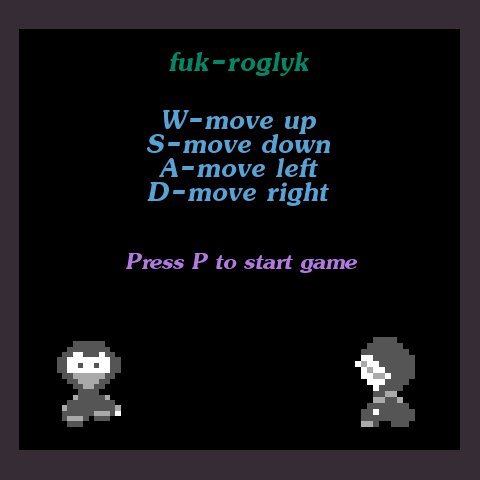 fuk-roglyk
W-move up
S-move down
A-move left
D-move right
Press P to start game